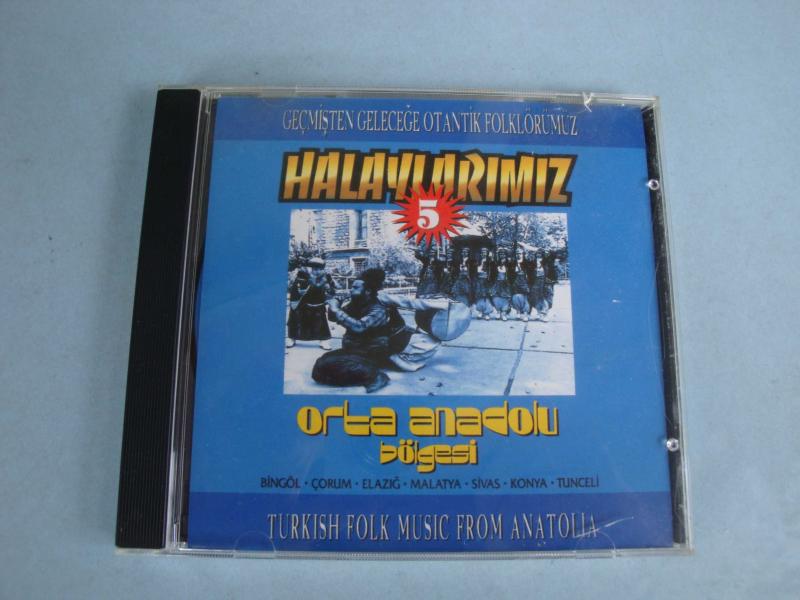 GEÇMİŞTEN GELECEĞE OTANTİK FOLKLÖRÜMUZ
HALAYLARIMIZ
5
orta anadolu
bölgesi
BİNGÖL · ÇORUM · ELAZIĞ · MALATYA · SİVAS · KONYA · TUNCELİ
TURKISH FOLK MUSIC FROM ANATOLIA